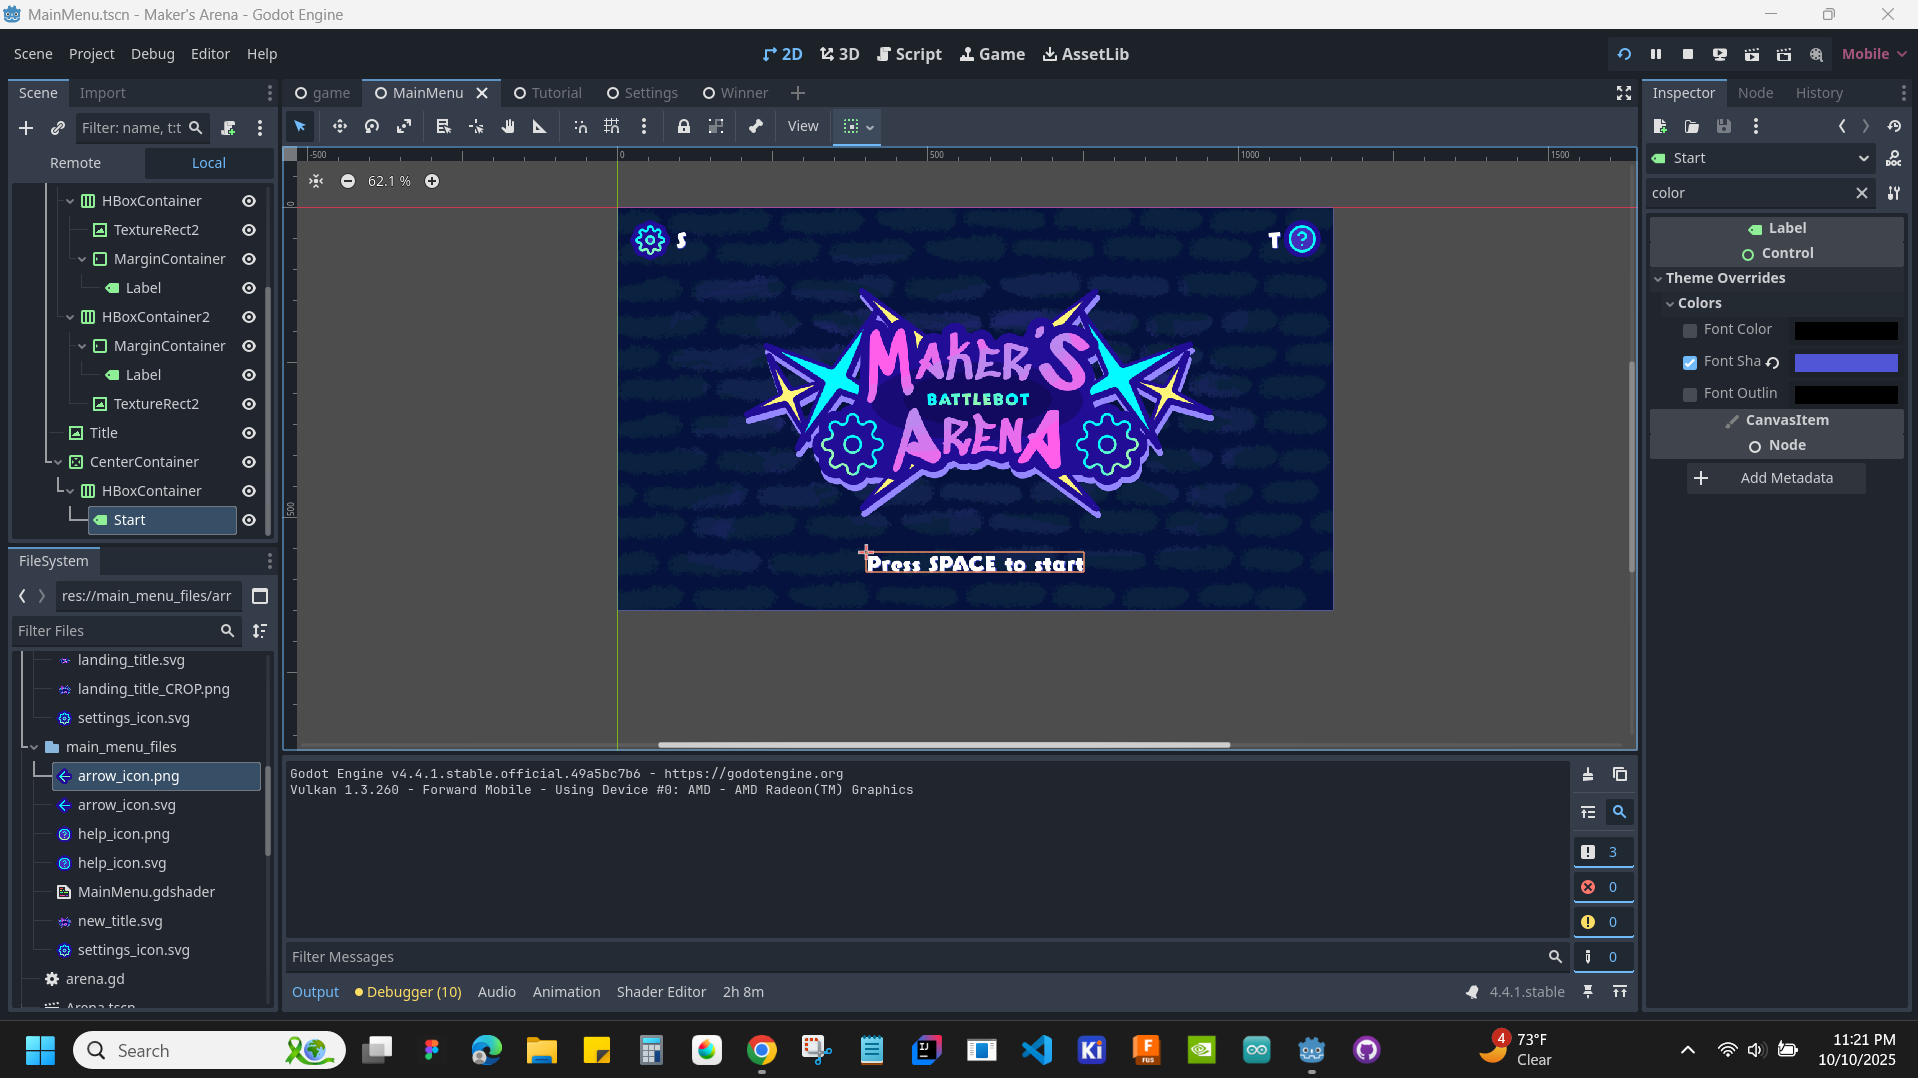 MainMenu.tscn - Maker's Arena - Godot Engine
Scene Project Debug Editor Help
2D 3D Script Game AssetLib
Mobile
Scene Import
game MainMenu Tutorial Settings Winner
Inspector Node History
Filter: name, t:t
View
Remote Local
-500 0 500 1000 1500
62.1 %
0
500
Start
color
HBoxContainer
TextureRect2
MarginContainer
Label
HBoxContainer2
MarginContainer
Label
TextureRect2
Title
CenterContainer
HBoxContainer
Start
S
T
?
MAKER'S
BATTLEBOT
ARENA
Press SPACE to start
Label
Control
Theme Overrides
Colors
Font Color
Font Sha
Font Outlin
CanvasItem
Node
Add Metadata
FileSystem
res://main_menu_files/arr
Filter Files
landing_title.svg
landing_title_CROP.png
settings_icon.svg
main_menu_files
arrow_icon.png
arrow_icon.svg
help_icon.png
help_icon.svg
MainMenu.gdshader
new_title.svg
settings_icon.svg
arena.gd
Arena.tscn
Godot Engine v4.4.1.stable.official.49a5bc7b6 - https://godotengine.org
Vulkan 1.3.260 - Forward Mobile - Using Device #0: AMD - AMD Radeon(TM) Graphics
3
0
0
0
Filter Messages
Output Debugger (10) Audio Animation Shader Editor 2h 8m
4.4.1.stable
Search
IJ
Ki
F
FUS
4
73°F
Clear
11:21 PM
10/10/2025